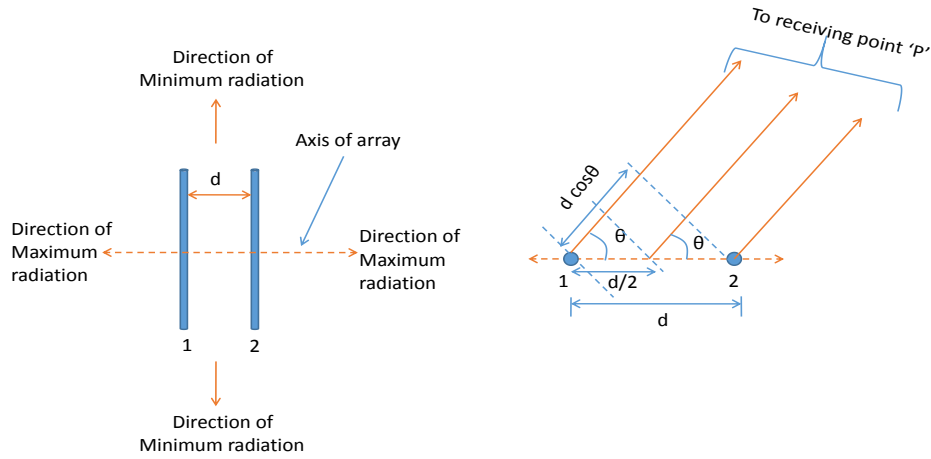 Direction of
Minimum radiation
Axis of array
d
Direction of
Maximum
radiation
Direction of
Maximum
radiation
1
2
Direction of
Minimum radiation
To receiving point ‘P’
d cosθ
θ
θ
1
d/2
2
d